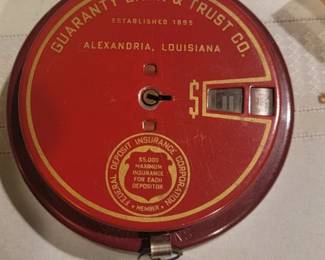 GUARANTY BANK & TRUST CO.
ESTABLISHED 1895
ALEXANDRIA, LOUISIANA
$
FEDERAL DEPOSIT INSURANCE CORPORATION
$5,000
MAXIMUM
INSURANCE
FOR EACH
DEPOSITOR
• MEMBER •